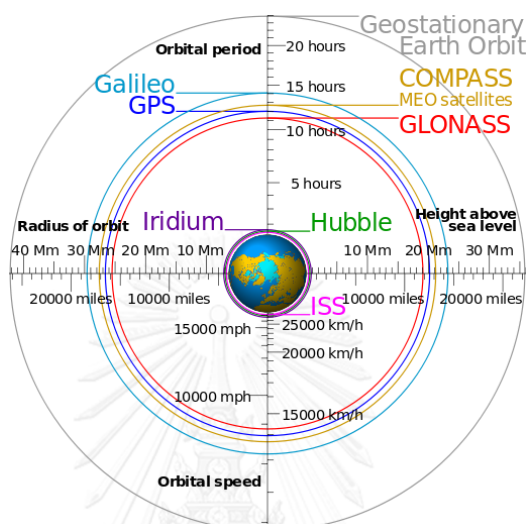 Geostationary
Earth Orbit
Orbital period
20 hours
Galileo
15 hours
COMPASS
GPS
MEO satellites
10 hours
GLONASS
5 hours
Iridium
Hubble
Radius of orbit
Height above
sea level
40 Mm 30 Mm 20 Mm 10 Mm
10 Mm 20 Mm 30 Mm
20000 miles 10000 miles
10000 miles 20000 miles
ISS
15000 mph
25000 km/h
20000 km/h
10000 mph
15000 km/h
Orbital speed